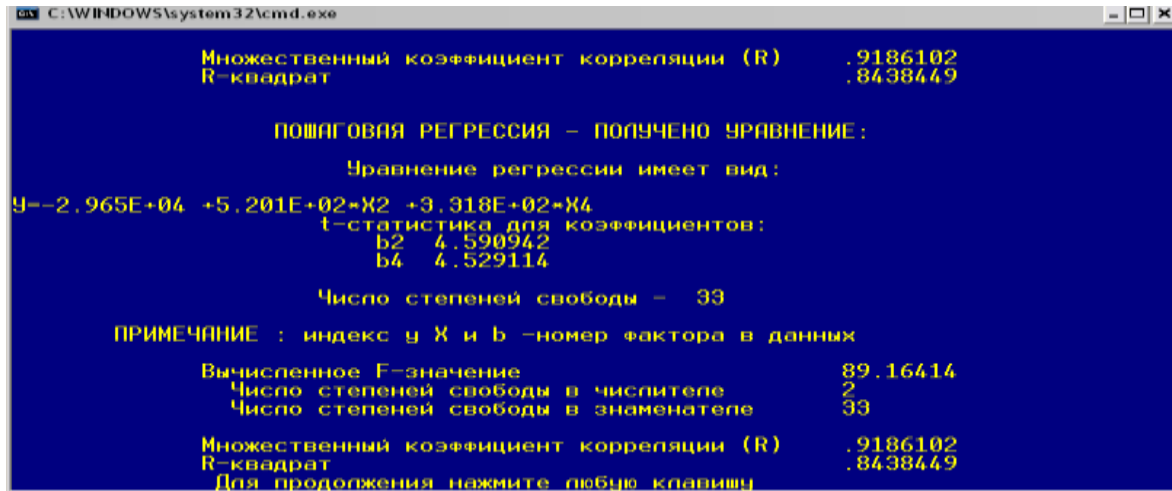 C:\WINDOWS\system32\cmd.exe
Множественный коэффициент корреляции (R) .9186102
R-квадрат .8438449
ПОШАГОВАЯ РЕГРЕССИЯ - ПОЛУЧЕНО УРАВНЕНИЕ:
Уравнение регрессии имеет вид:
У=-2.965E+04 +5.201E+02*X2 +3.318E+02*X4
t-статистика для коэффициентов:
b2 4.590942
b4 4.529114
Число степеней свободы - 33
ПРИМЕЧАНИЕ : индекс у X и b -номер фактора в данных
Вычисленное F-значение 89.16414
Число степеней свободы в числителе 2
Число степеней свободы в знаменателе 33
Множественный коэффициент корреляции (R) .9186102
R-квадрат .8438449
Для продолжения нажмите любую клавишу